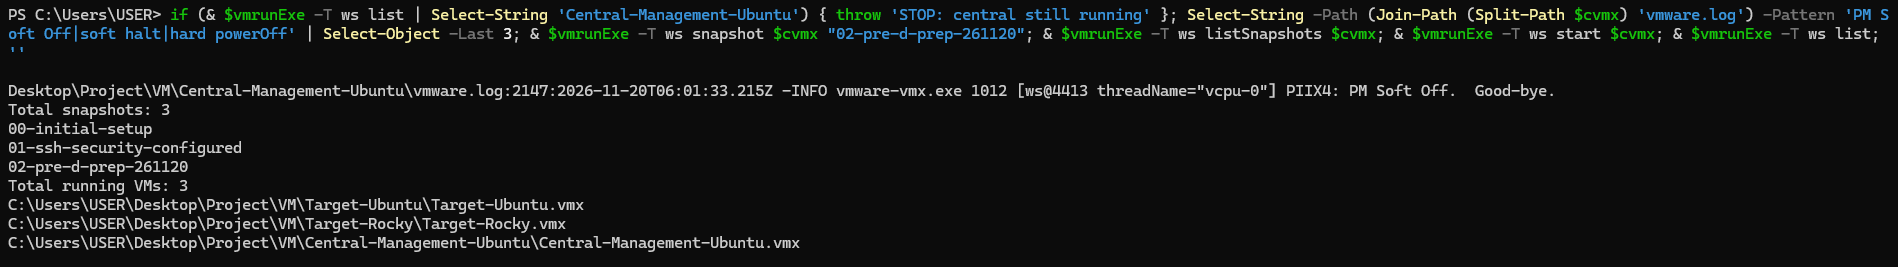 PS C:\Users\USER> if (& $vmrunExe -T ws list | Select-String 'Central-Management-Ubuntu') { throw 'STOP: central still running' }; Select-String -Path (Join-Path (Split-Path $cvmx) 'vmware.log') -Pattern 'PM S
oft Off|soft halt|hard powerOff' | Select-Object -Last 3; & $vmrunExe -T ws snapshot $cvmx "02-pre-d-prep-261120"; & $vmrunExe -T ws listSnapshots $cvmx; & $vmrunExe -T ws start $cvmx; & $vmrunExe -T ws list;
''
Desktop\Project\VM\Central-Management-Ubuntu\vmware.log:2147:2026-11-20T06:01:33.215Z -INFO vmware-vmx.exe 1012 [ws@4413 threadName="vcpu-0"] PIIX4: PM Soft Off.  Good-bye.
Total snapshots: 3
00-initial-setup
01-ssh-security-configured
02-pre-d-prep-261120
Total running VMs: 3
C:\Users\USER\Desktop\Project\VM\Target-Ubuntu\Target-Ubuntu.vmx
C:\Users\USER\Desktop\Project\VM\Target-Rocky\Target-Rocky.vmx
C:\Users\USER\Desktop\Project\VM\Central-Management-Ubuntu\Central-Management-Ubuntu.vmx